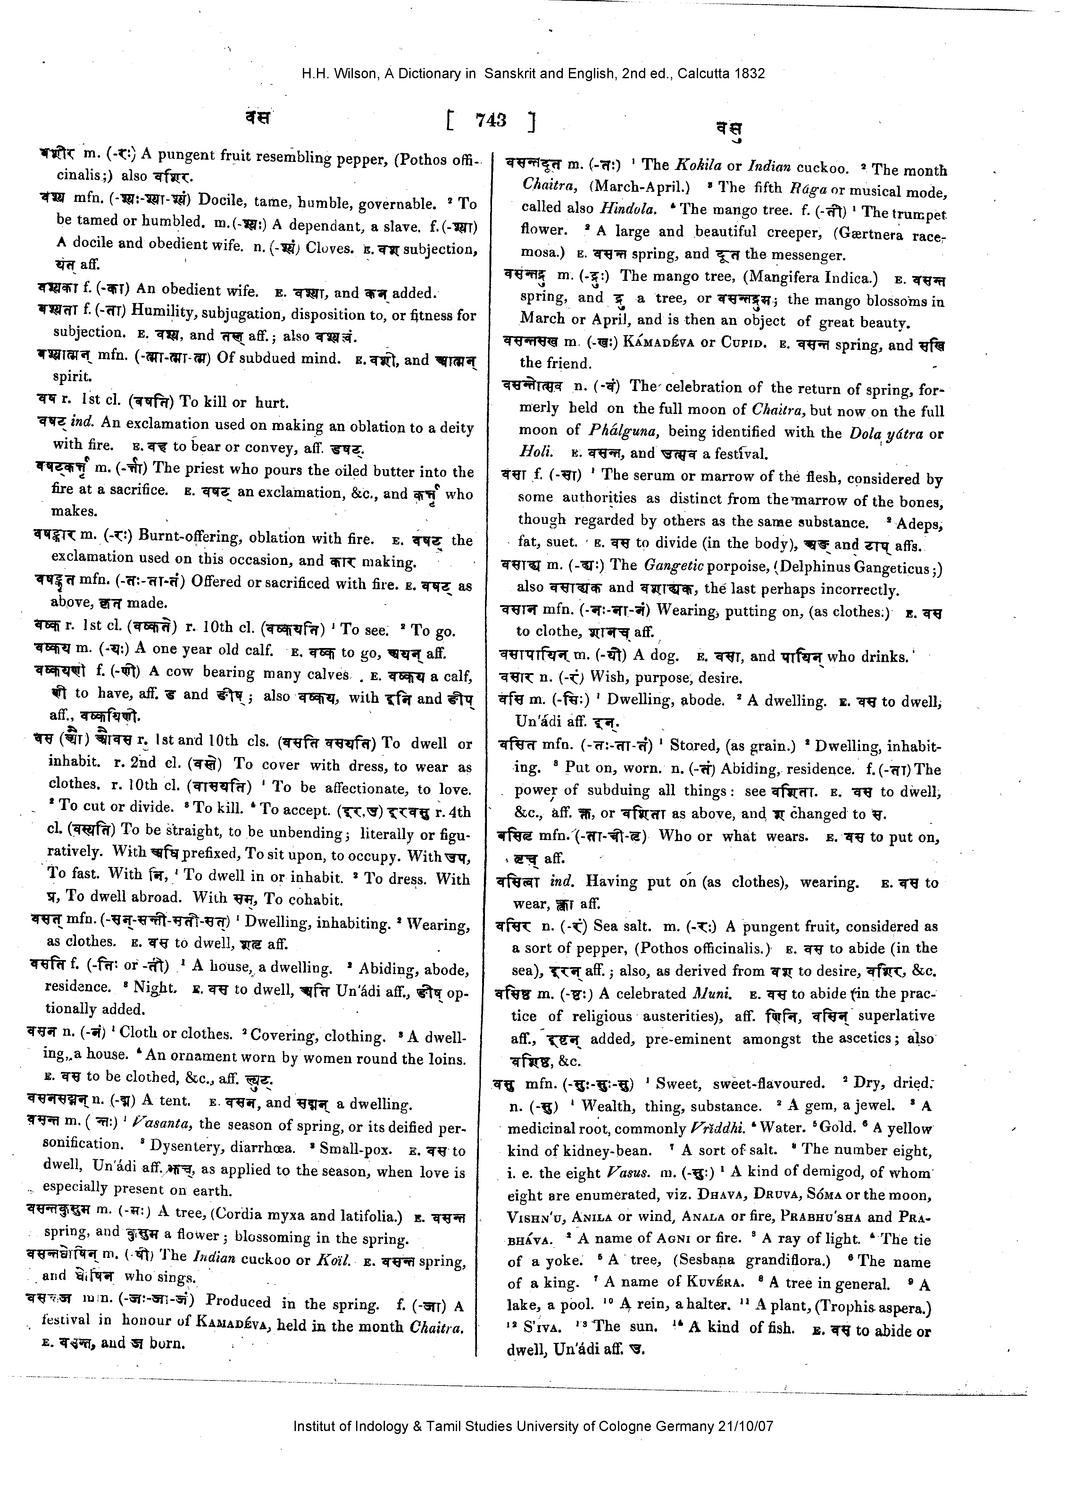 H.H. Wilson, A Dictionary in Sanskrit and English, 2nd ed., Calcutta 1832
वस [ 743 ] वसु
वशीर m. (-रः) A pungent fruit resembling pepper, (Pothos offi-
cinalis;) also वशिर.
वश्य mfn. (-श्यः-श्या-श्यं) Docile, tame, humble, governable. ² To
be tamed or humbled. m. (-श्यः) A dependant, a slave. f. (-श्या)
A docile and obedient wife. n. (-श्यं) Cloves. E. वश subjection,
यत् aff.
वश्यका f. (-का) An obedient wife. E. वश्या, and कन् added.
वश्यता f. (-ता) Humility, subjugation, disposition to, or fitness for
subjection. E. वश्य, and तल् aff.; also वश्यत्वं.
वश्यात्मन् mfn. (-त्मा-त्मा-त्म) Of subdued mind. E. वशी, and आत्मन्
spirit.
वष r. 1st cl. (वषति) To kill or hurt.
वषट् ind. An exclamation used on making an oblation to a deity
with fire. E. वह to bear or convey, aff. डषट्.
वषट्कर्त्तृ m. (-र्त्ता) The priest who pours the oiled butter into the
fire at a sacrifice. E. वषट् an exclamation, &c., and कर्त्तृ who
makes.
वषट्कार m. (-रः) Burnt-offering, oblation with fire. E. वषट् the
exclamation used on this occasion, and कार making.
वषट्कृत mfn. (-तः-ता-तं) Offered or sacrificed with fire. E. वषट् as
above, कृत made.
वष्क r. 1st cl. (वष्कते) r. 10th cl. (वष्कयति) ¹ To see. ² To go.
वष्कय m. (-यः) A one year old calf. E. वष्क to go, अयन् aff.
वष्कयणी f. (-णी) A cow bearing many calves. E. वष्कय a calf,
णी to have, aff. ड and ङीष्; also वष्कय, with इनि and ङीप्
aff., वष्कयिणी.
वस (औ) औवस r. 1st and 10th cls. (वसति वसयति) To dwell or
inhabit. r. 2nd cl. (वस्ते) To cover with dress, to wear as
clothes. r. 10th cl. (वासयति) ¹ To be affectionate, to love.
² To cut or divide. ³ To kill. ⁴ To accept. (इर, उ) इरवसु r. 4th
cl. (वस्यति) To be straight, to be unbending; literally or figu-
ratively. With अधि prefixed, To sit upon, to occupy. With उप,
To fast. With नि, ¹ To dwell in or inhabit. ² To dress. With
प्र, To dwell abroad. With सम्, To cohabit.
वसत् mfn. (-सन्-सन्ती-सती-सत्) ¹ Dwelling, inhabiting. ² Wearing,
as clothes. E. वस to dwell, शतृ aff.
वसति f. (-तिः or -ती) ¹ A house, a dwelling. ² Abiding, abode,
residence. ³ Night. E. वस to dwell, अति Un'ádi aff., ङीष् op-
tionally added.
वसन n. (-नं) ¹ Cloth or clothes. ² Covering, clothing. ³ A dwell-
ing, a house. ⁴ An ornament worn by women round the loins.
E. वस to be clothed, &c., aff. ल्युट्.
वसनसद्मन् n. (-द्म) A tent. E. वसन, and सद्मन् a dwelling.
वसन्त m. (-न्तः) ¹ Vasanta, the season of spring, or its deified per-
sonification. ² Dysentery, diarrhœa. ³ Small-pox. E. वस to
dwell, Un'ádi aff. झच्, as applied to the season, when love is
especially present on earth.
वसन्तकुसुम m. (-मः) A tree, (Cordia myxa and latifolia.) E. वसन्त
spring, and कुसुम a flower; blossoming in the spring.
वसन्तघोषिन् m. (-षी) The Indian cuckoo or Koïl. E. वसन्त spring,
and घोषिन् who sings.
वसन्तज mfn. (-जः-जा-जं) Produced in the spring. f. (-जा) A
festival in honour of KAMADÉVA, held in the month Chaitra.
E. वसन्त, and ज born.
वसन्तदूत m. (-तः) ¹ The Kokila or Indian cuckoo. ² The month
Chaitra, (March-April.) ³ The fifth Rága or musical mode,
called also Hindola. ⁴ The mango tree. f. (-ती) ¹ The trumpet
flower. ² A large and beautiful creeper, (Gærtnera race-
mosa.) E. वसन्त spring, and दूत the messenger.
वसन्तद्रु m. (-द्रुः) The mango tree, (Mangifera Indica.) E. वसन्त
spring, and द्रु a tree, or वसन्तद्रुम; the mango blossoms in
March or April, and is then an object of great beauty.
वसन्तसख m. (-खः) KÁMADÉVA or CUPID. E. वसन्त spring, and सखि
the friend.
वसन्तोत्सव n. (-वं) The celebration of the return of spring, for-
merly held on the full moon of Chaitra, but now on the full
moon of Phálguna, being identified with the Dola yátra or
Holi. E. वसन्त, and उत्सव a festival.
वसा f. (-सा) ¹ The serum or marrow of the flesh, considered by
some authorities as distinct from the marrow of the bones,
though regarded by others as the same substance. ² Adeps,
fat, suet. E. वस to divide (in the body), अङ and टाप् affs.
वसाढ्य m. (-ढ्यः) The Gangetic porpoise, (Delphinus Gangeticus;)
also वसाढ्यक and वशाढ्यक, the last perhaps incorrectly.
वसान mfn. (-नः-ना-नं) Wearing, putting on, (as clothes.) E. वस
to clothe, शानच् aff.
वसापायिन् m. (-यी) A dog. E. वसा, and पायिन् who drinks.
वसार n. (-रं) Wish, purpose, desire.
वसि m. (-सिः) ¹ Dwelling, abode. ² A dwelling. E. वस to dwell,
Un'ádi aff. इन्.
वसित mfn. (-तः-ता-तं) ¹ Stored, (as grain.) ² Dwelling, inhabit-
ing. ³ Put on, worn. n. (-तं) Abiding, residence. f. (-ता) The
power of subduing all things: see वशिता. E. वस to dwell,
&c., aff. क्त, or वशिता as above, and श changed to स.
वसितृ mfn. (-ता-त्री-तृ) Who or what wears. E. वस to put on,
तृच् aff.
वसित्वा ind. Having put on (as clothes), wearing. E. वस to
wear, क्त्वा aff.
वसिर n. (-रं) Sea salt. m. (-रः) A pungent fruit, considered as
a sort of pepper, (Pothos officinalis.) E. वस to abide (in the
sea), इरन् aff.; also, as derived from वश to desire, वशिर, &c.
वसिष्ठ m. (-ष्ठः) A celebrated Muni. E. वस to abide (in the prac-
tice of religious austerities), aff. णिनि, वसिन् superlative
aff., इष्ठन् added, pre-eminent amongst the ascetics; also
वशिष्ठ, &c.
वसु mfn. (-सुः-सुः-सु) ¹ Sweet, sweet-flavoured. ² Dry, dried.
n. (-सु) ¹ Wealth, thing, substance. ² A gem, a jewel. ³ A
medicinal root, commonly Vriddhi. ⁴ Water. ⁵ Gold. ⁶ A yellow
kind of kidney-bean. ⁷ A sort of salt. ⁸ The number eight,
i. e. the eight Vasus. m. (-सुः) ¹ A kind of demigod, of whom
eight are enumerated, viz. DHAVA, DRUVA, SÓMA or the moon,
VISHN'U, ANILA or wind, ANALA or fire, PRABHU'SHA and PRA-
BHÁVA. ² A name of AGNI or fire. ³ A ray of light. ⁴ The tie
of a yoke. ⁵ A tree, (Sesbana grandiflora.) ⁶ The name
of a king. ⁷ A name of KUVÉRA. ⁸ A tree in general. ⁹ A
lake, a pool. ¹⁰ A rein, a halter. ¹¹ A plant, (Trophis aspera.)
¹² S'IVA. ¹³ The sun. ¹⁴ A kind of fish. E. वस to abide or
dwell, Un'ádi aff. उ.
Institut of Indology & Tamil Studies University of Cologne Germany 21/10/07